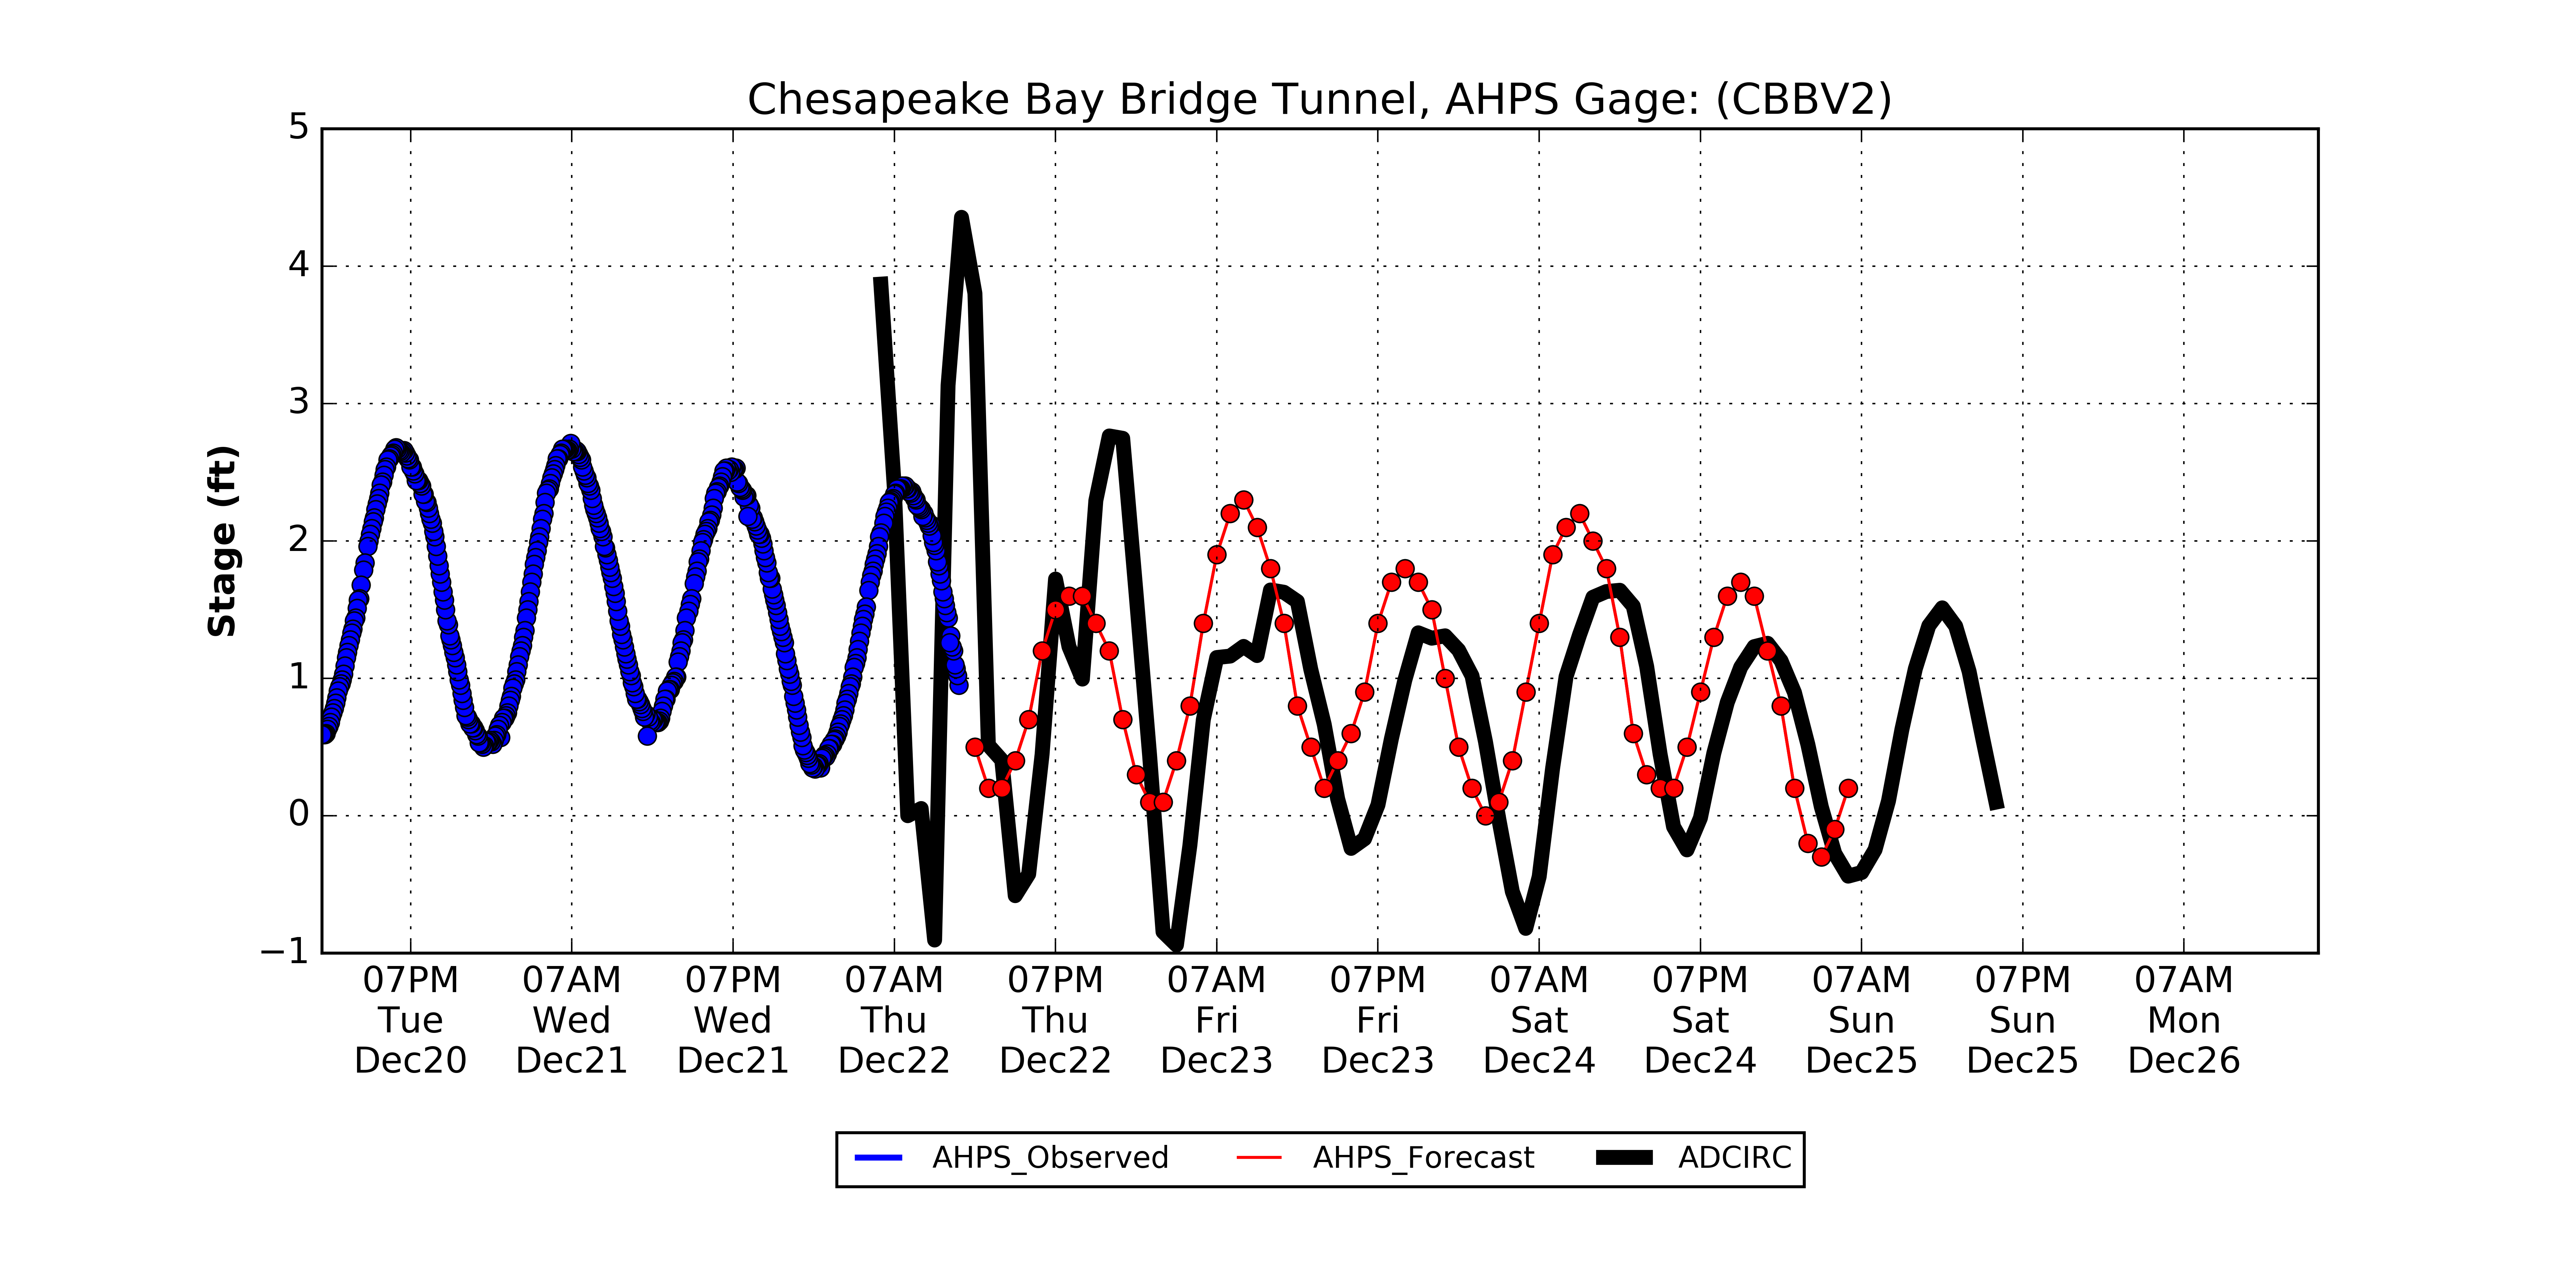 Chesapeake Bay Bridge Tunnel, AHPS Gage: (CBBV2)
5
4
3
2
1
0
−1
Stage (ft)
07PM 07AM 07PM 07AM 07PM 07AM 07PM 07AM 07PM 07AM 07PM 07AM
Tue Wed Wed Thu Thu Fri Fri Sat Sat Sun Sun Mon
Dec20 Dec21 Dec21 Dec22 Dec22 Dec23 Dec23 Dec24 Dec24 Dec25 Dec25 Dec26
AHPS_Observed AHPS_Forecast ADCIRC